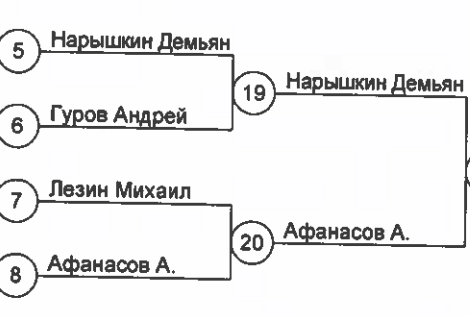 5 Нарышкин Демьян
19 Нарышкин Демьян
6 Гуров Андрей
7 Лезин Михаил
20 Афанасов А.
8 Афанасов А.